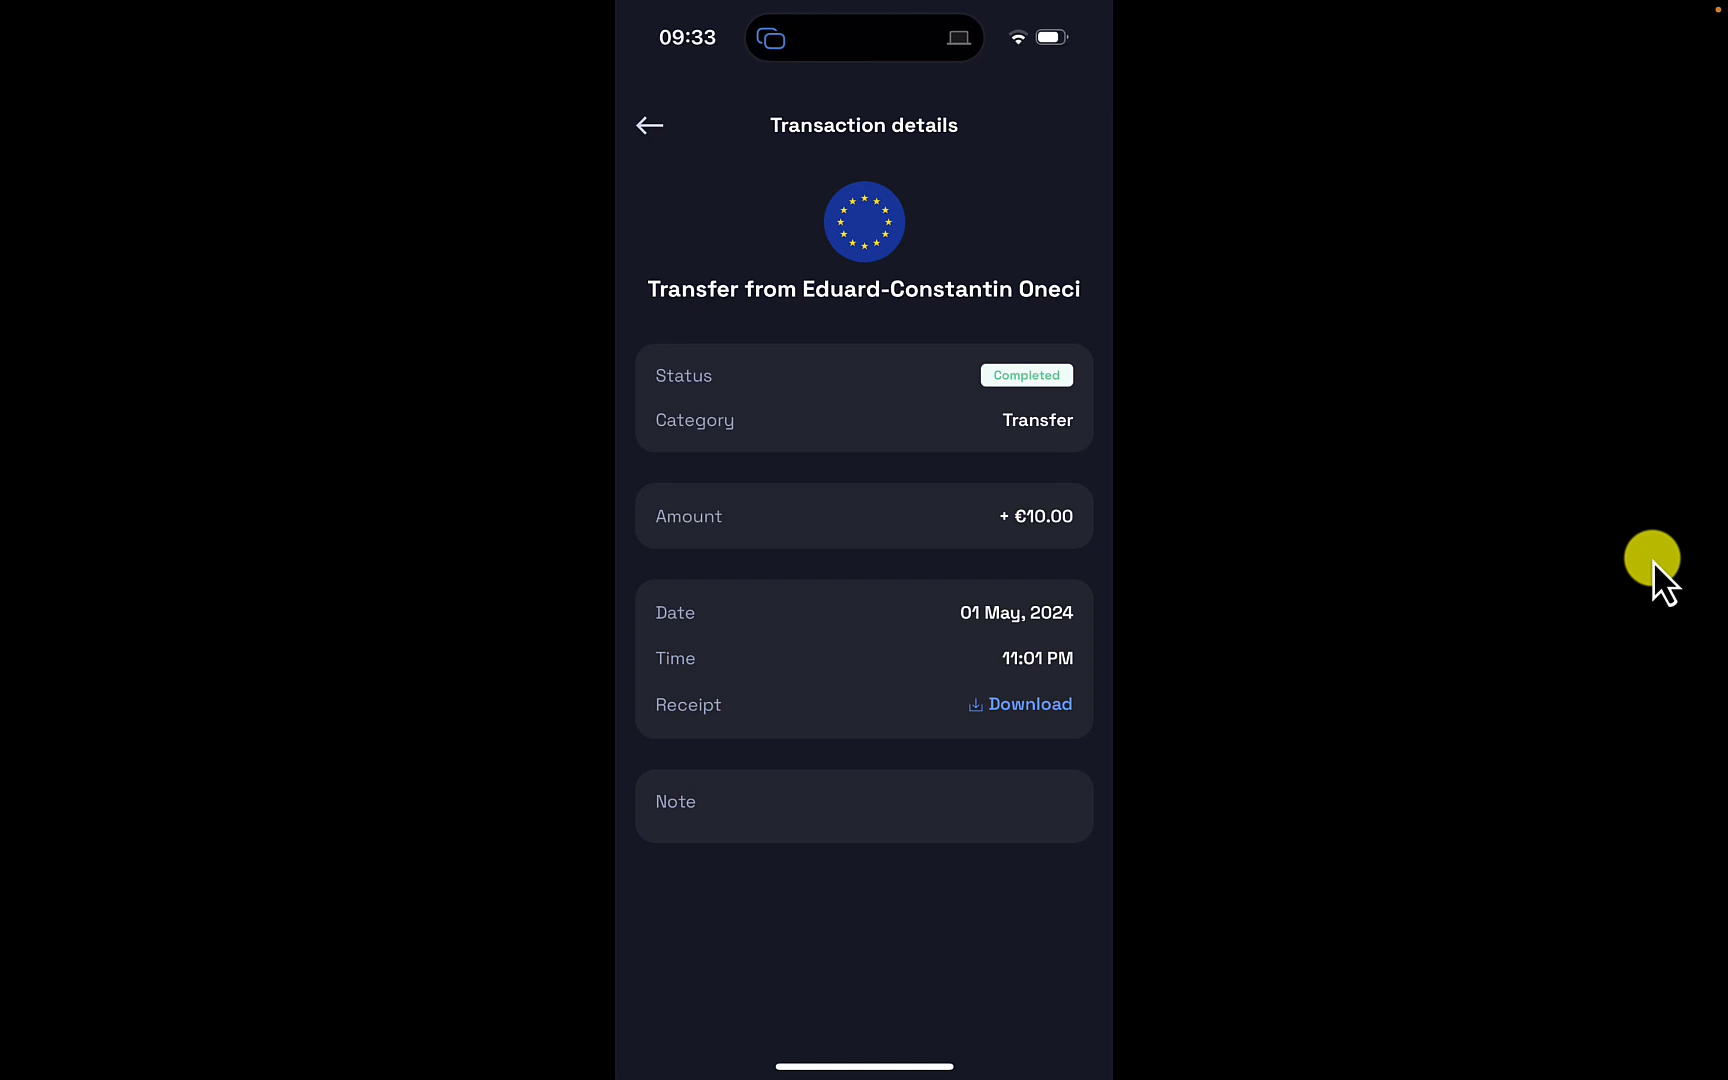 09:33
Transaction details
Transfer from Eduard-Constantin Oneci
Status Completed
Category Transfer
Amount + €10.00
Date 01 May, 2024
Time 11:01 PM
Receipt Download
Note